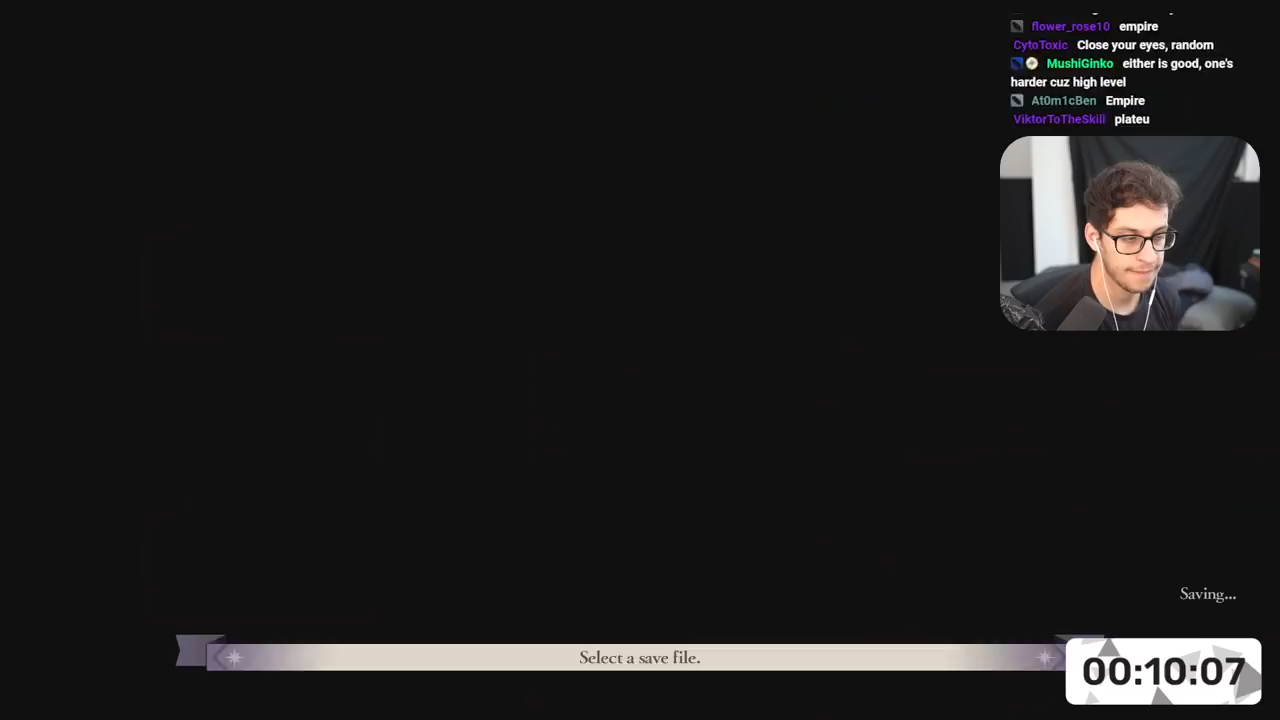 flower_rose10 empire
CytoToxic Close your eyes, random
MushiGinko either is good, one's
harder cuz high level
At0m1cBen Empire
ViktorToTheSkill plateu
Saving...
Select a save file.
00:10:07